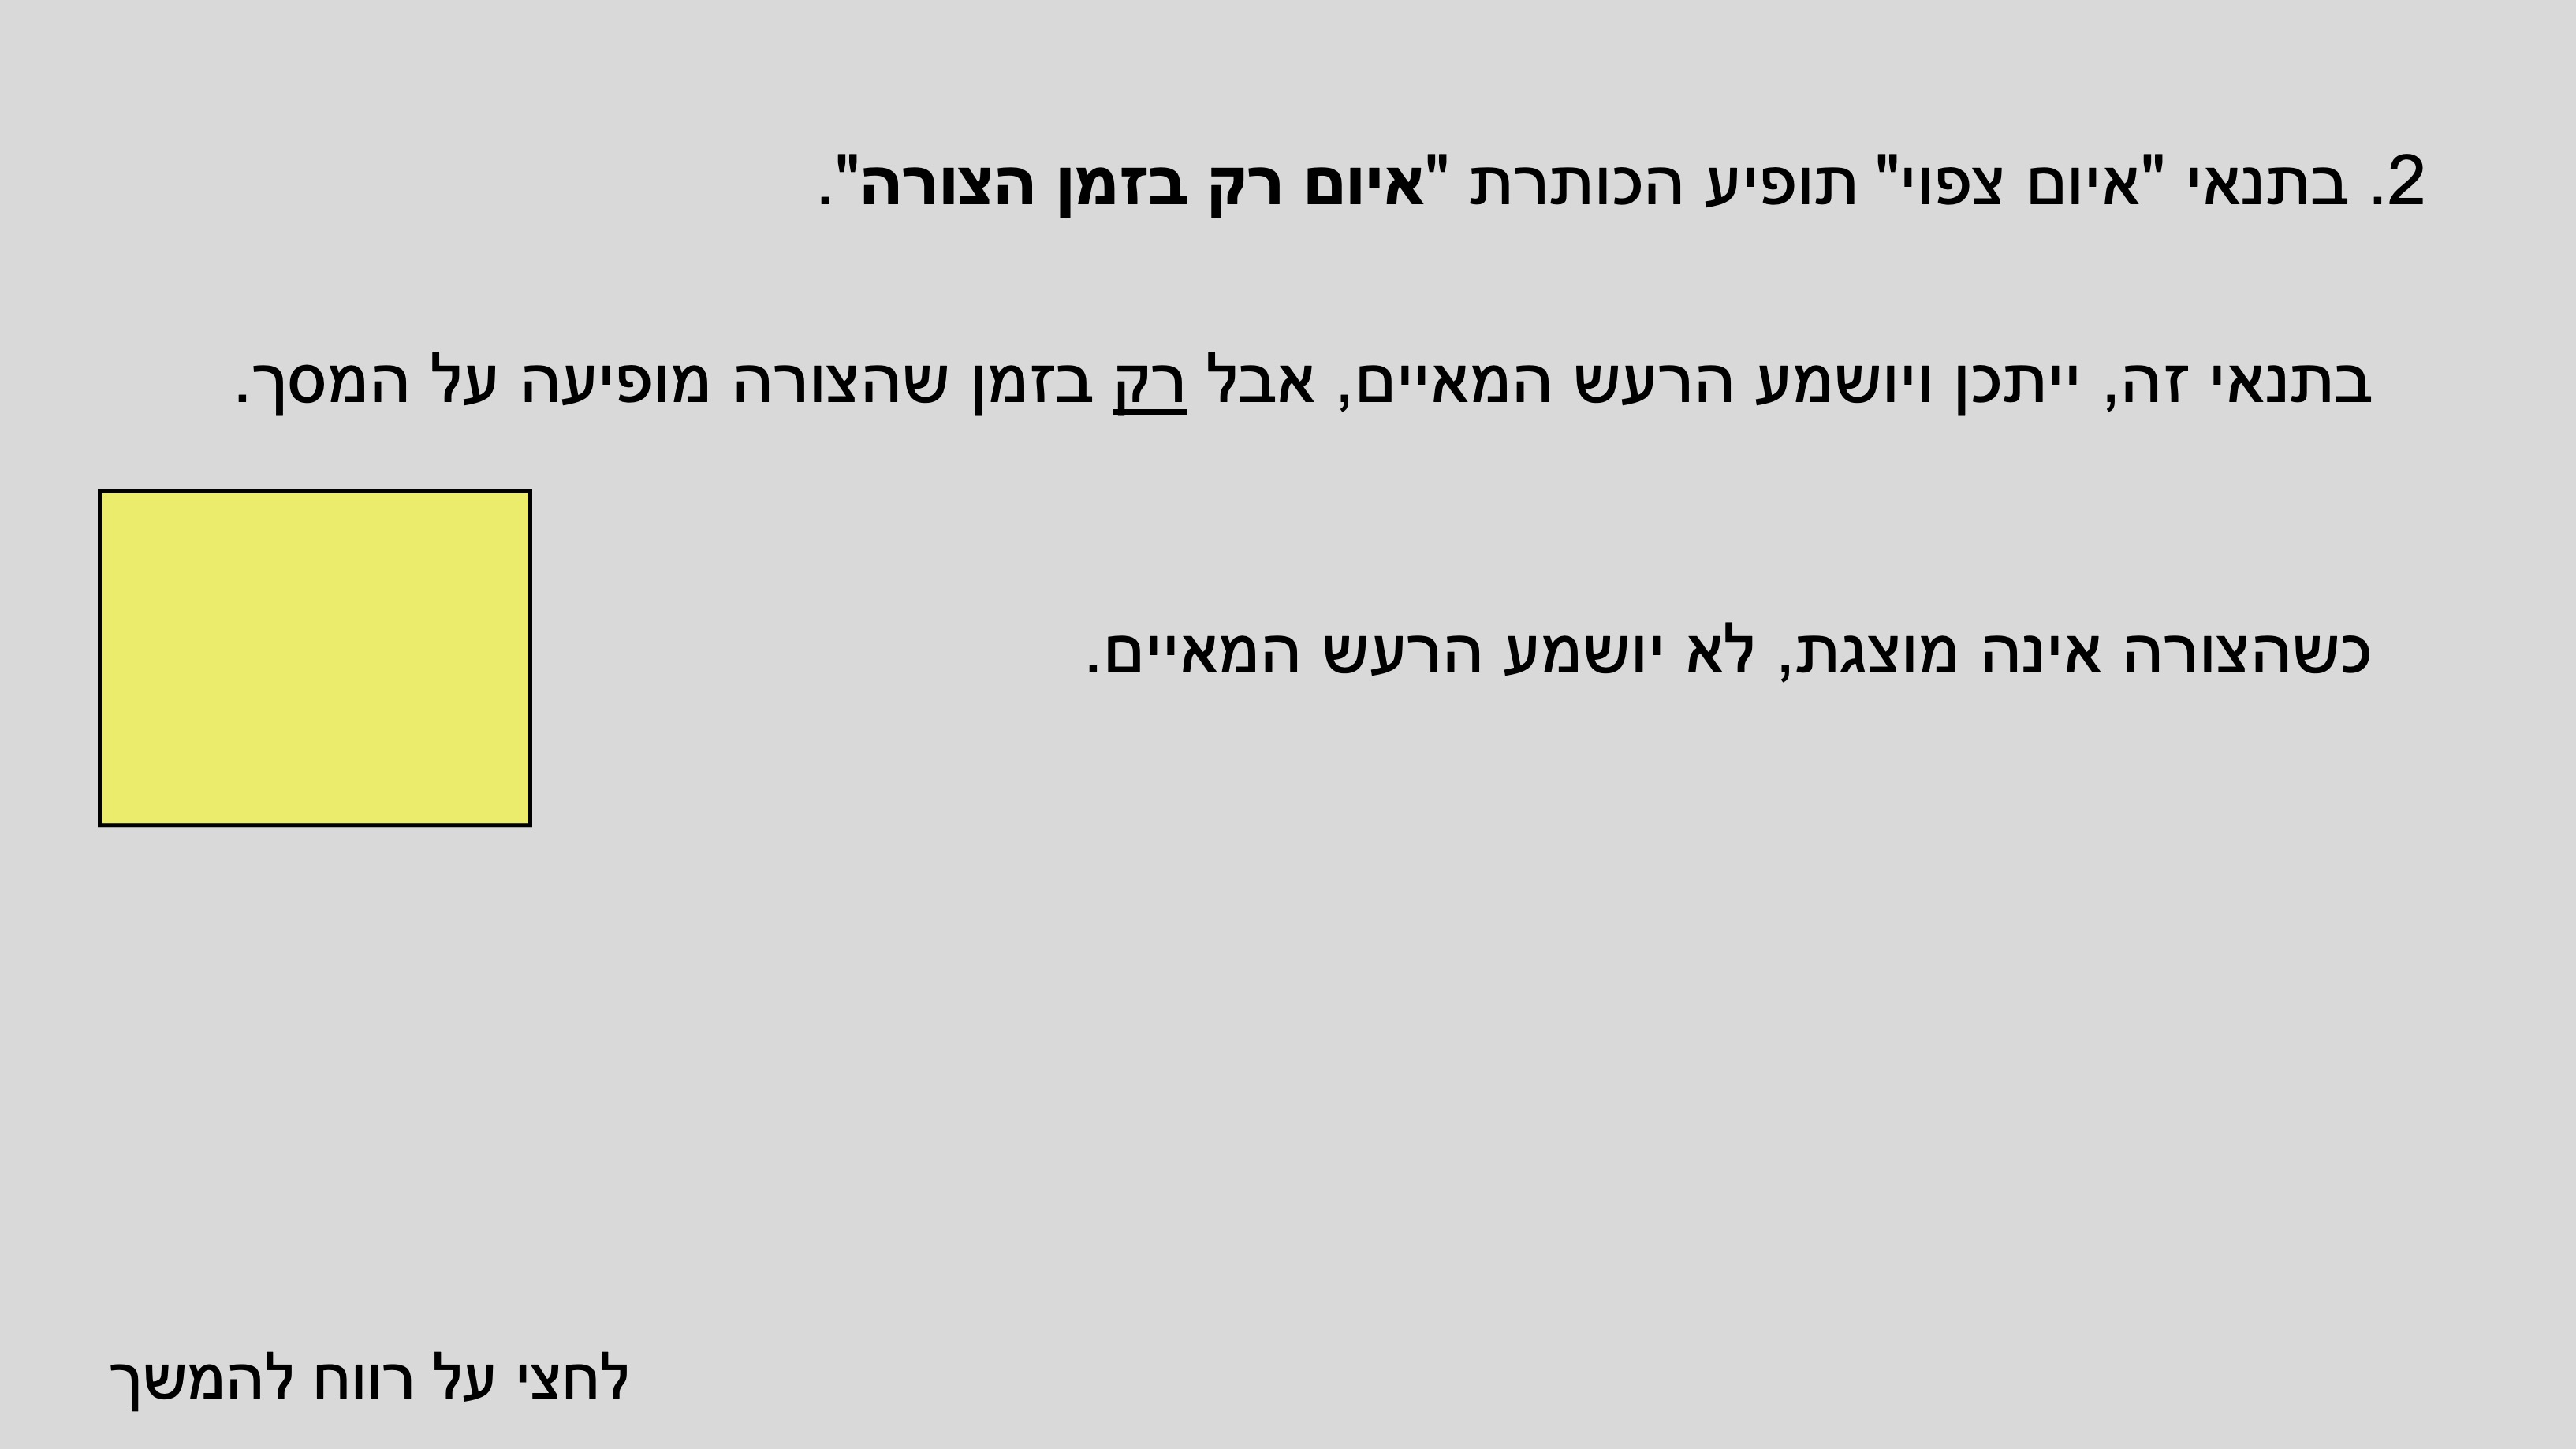 2. בתנאי "איום צפוי" תופיע הכותרת "איום רק בזמן הצורה".
בתנאי זה, ייתכן ויושמע הרעש המאיים, אבל רק בזמן שהצורה מופיעה על המסך.
כשהצורה אינה מוצגת, לא יושמע הרעש המאיים.
לחצי על רווח להמשך